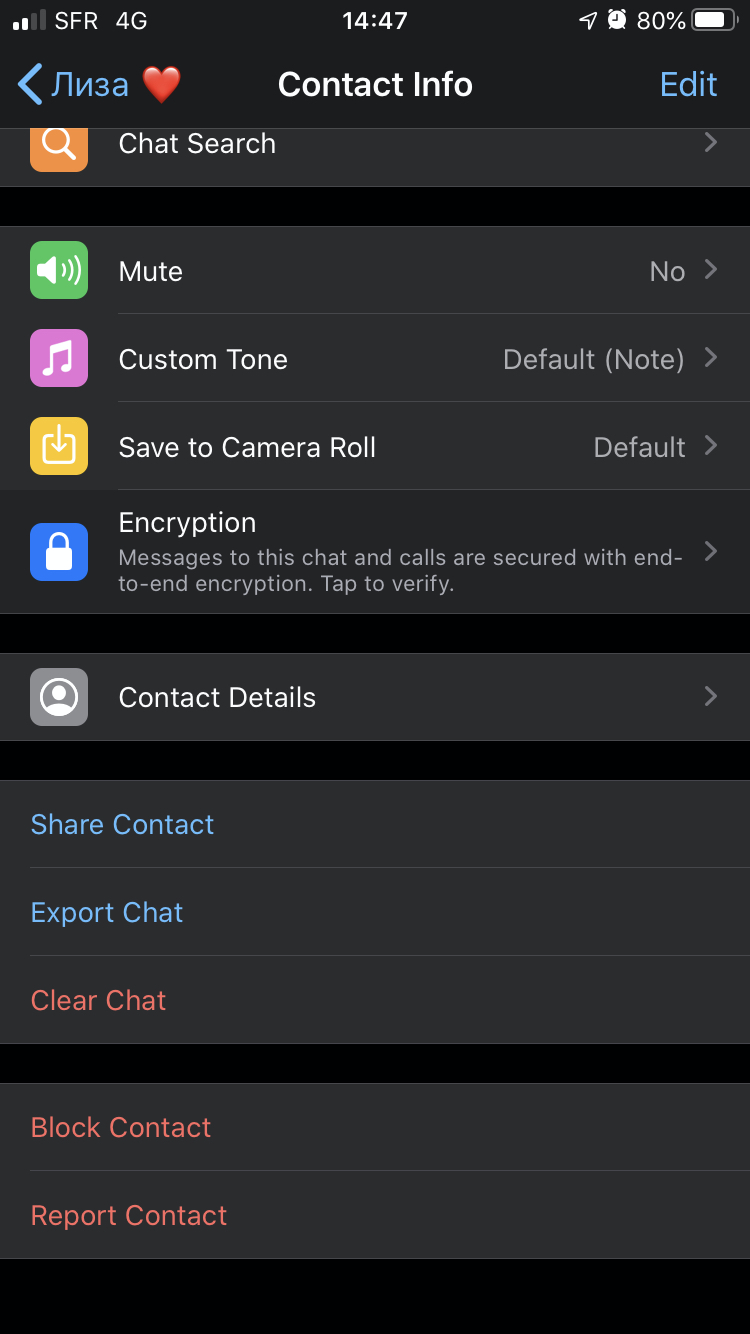 SFR 4G 14:47 80%
Лиза ❤️ Contact Info Edit
Chat Search
Mute No
Custom Tone Default (Note)
Save to Camera Roll Default
Encryption
Messages to this chat and calls are secured with end-
to-end encryption. Tap to verify.
Contact Details
Share Contact
Export Chat
Clear Chat
Block Contact
Report Contact